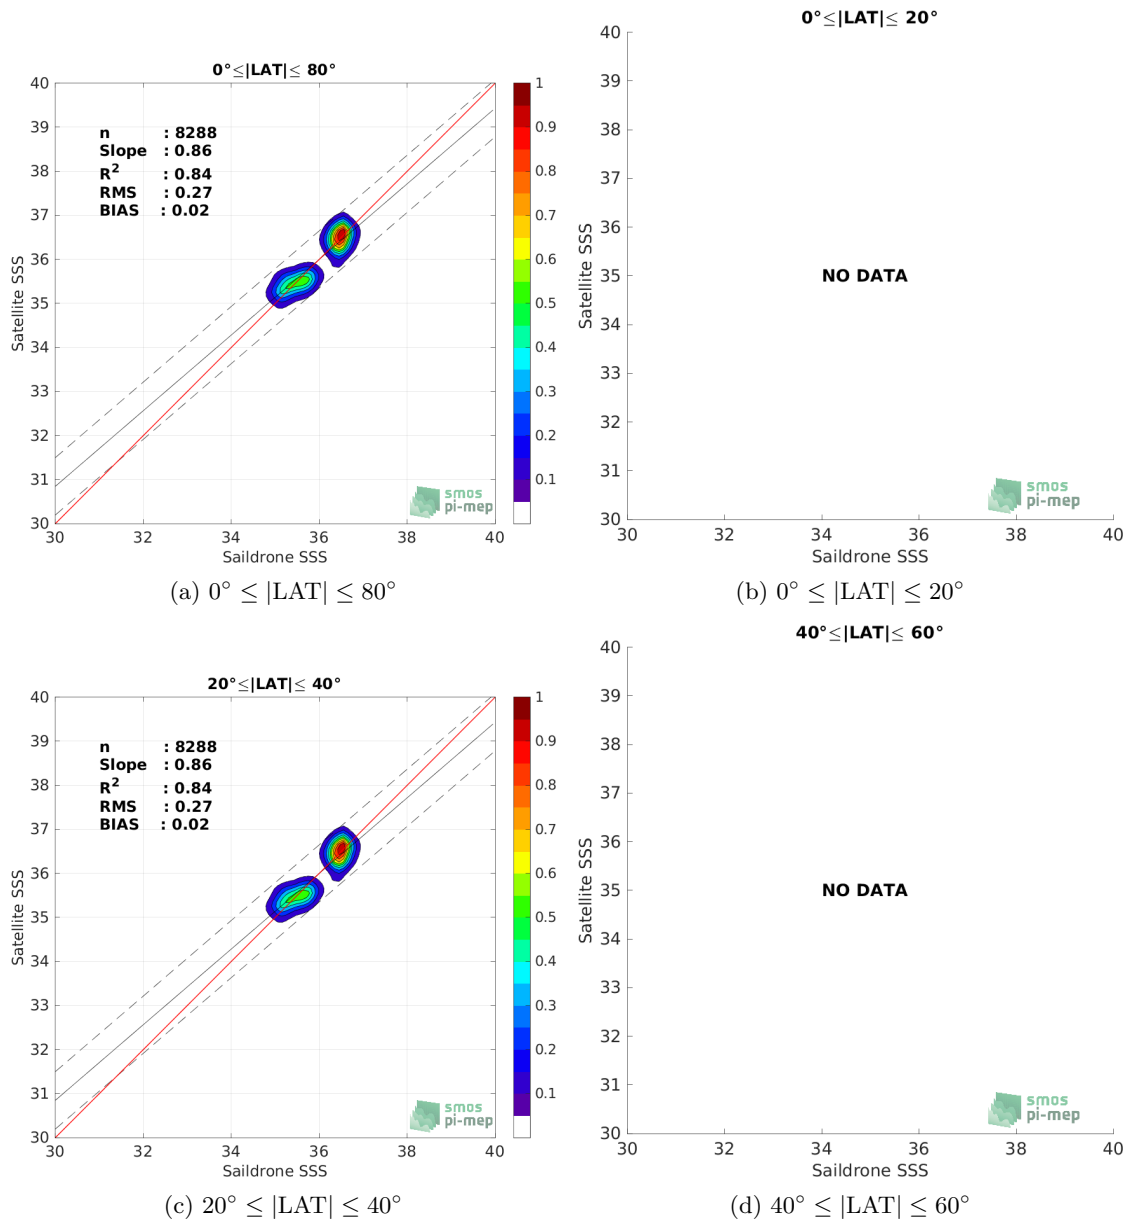 0°≤|LAT|≤ 80°
n : 8288
Slope : 0.86
R² : 0.84
RMS : 0.27
BIAS : 0.02
40
39
38
37
36
35
34
33
32
31
30
30 32 34 36 38 40
Satellite SSS
Saildrone SSS
1
0.9
0.8
0.7
0.6
0.5
0.4
0.3
0.2
0.1
smos
pi-mep
(a) 0° ≤ |LAT| ≤ 80°
0°≤|LAT|≤ 20°
40
39
38
37
36
35
34
33
32
31
30
30 32 34 36 38 40
Satellite SSS
Saildrone SSS
NO DATA
smos
pi-mep
(b) 0° ≤ |LAT| ≤ 20°
20°≤|LAT|≤ 40°
n : 8288
Slope : 0.86
R² : 0.84
RMS : 0.27
BIAS : 0.02
40
39
38
37
36
35
34
33
32
31
30
30 32 34 36 38 40
Satellite SSS
Saildrone SSS
1
0.9
0.8
0.7
0.6
0.5
0.4
0.3
0.2
0.1
smos
pi-mep
(c) 20° ≤ |LAT| ≤ 40°
40°≤|LAT|≤ 60°
40
39
38
37
36
35
34
33
32
31
30
30 32 34 36 38 40
Satellite SSS
Saildrone SSS
NO DATA
smos
pi-mep
(d) 40° ≤ |LAT| ≤ 60°